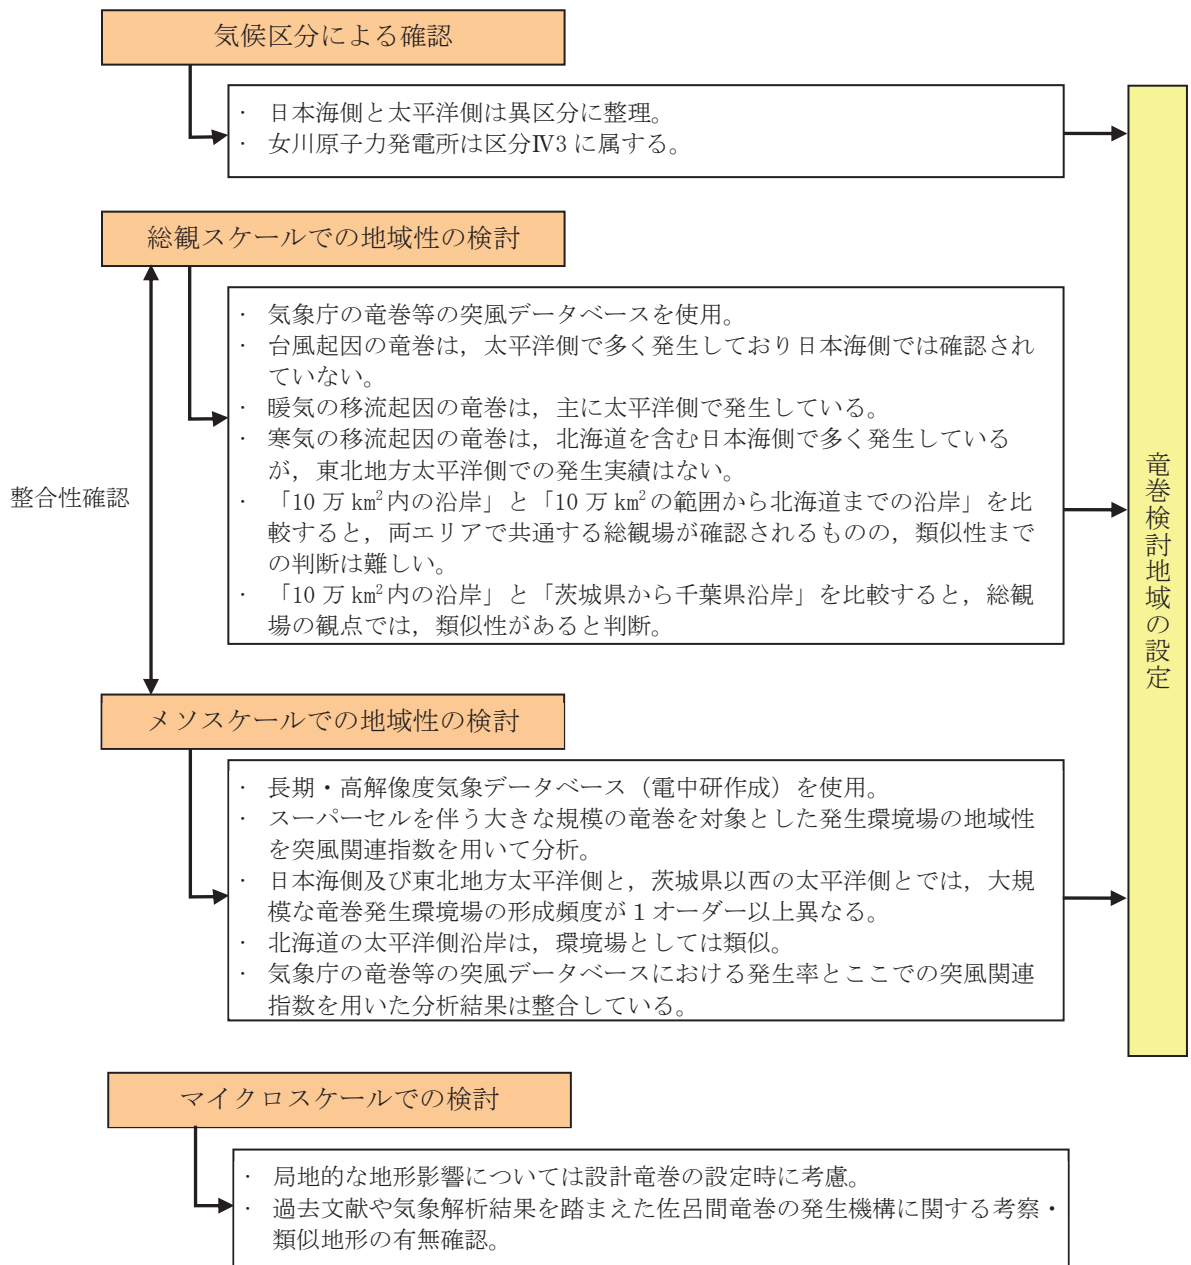 気候区分による確認
· 日本海側と太平洋側は異区分に整理。
· 女川原子力発電所は区分Ⅳ3 に属する。
総観スケールでの地域性の検討
· 気象庁の竜巻等の突風データベースを使用。
· 台風起因の竜巻は，太平洋側で多く発生しており日本海側では確認され
ていない。
· 暖気の移流起因の竜巻は，主に太平洋側で発生している。
· 寒気の移流起因の竜巻は，北海道を含む日本海側で多く発生している
が，東北地方太平洋側での発生実績はない。
· 「10 万 km²内の沿岸」と「10 万 km²の範囲から北海道までの沿岸」を比
較すると，両エリアで共通する総観場が確認されるものの，類似性まで
の判断は難しい。
· 「10 万 km²内の沿岸」と「茨城県から千葉県沿岸」を比較すると，総観
場の観点では，類似性があると判断。
整合性確認
メソスケールでの地域性の検討
· 長期・高解像度気象データベース（電中研作成）を使用。
· スーパーセルを伴う大きな規模の竜巻を対象とした発生環境場の地域性
を突風関連指数を用いて分析。
· 日本海側及び東北地方太平洋側と，茨城県以西の太平洋側とでは，大規
模な竜巻発生環境場の形成頻度が 1 オーダー以上異なる。
· 北海道の太平洋側沿岸は，環境場としては類似。
· 気象庁の竜巻等の突風データベースにおける発生率とここでの突風関連
指数を用いた分析結果は整合している。
竜巻検討地域の設定
マイクロスケールでの検討
· 局地的な地形影響については設計竜巻の設定時に考慮。
· 過去文献や気象解析結果を踏まえた佐呂間竜巻の発生機構に関する考察・
類似地形の有無確認。